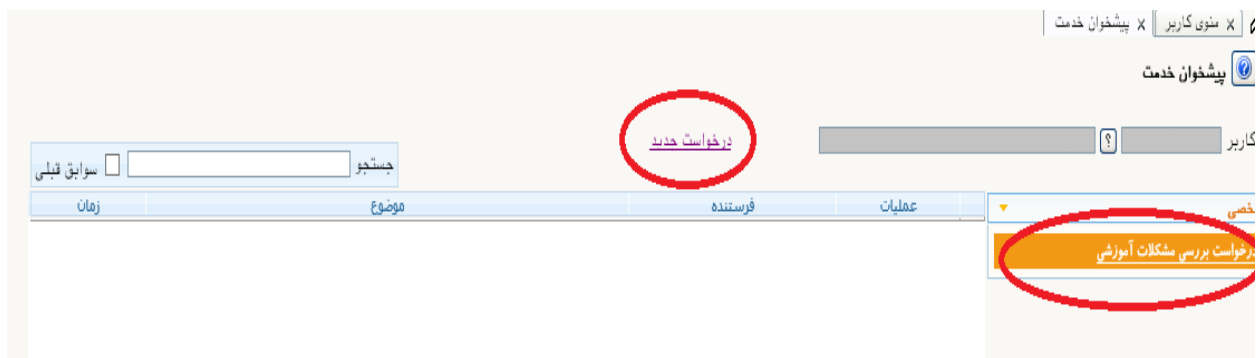 × منوی کاربر × پیشخوان خدمت
پیشخوان خدمت
کاربر ؟ درخواست جدید
جستجو سوابق قبلی
عملیات فرستنده موضوع زمان
خصی
درخواست بررسی مشکلات آموزشی